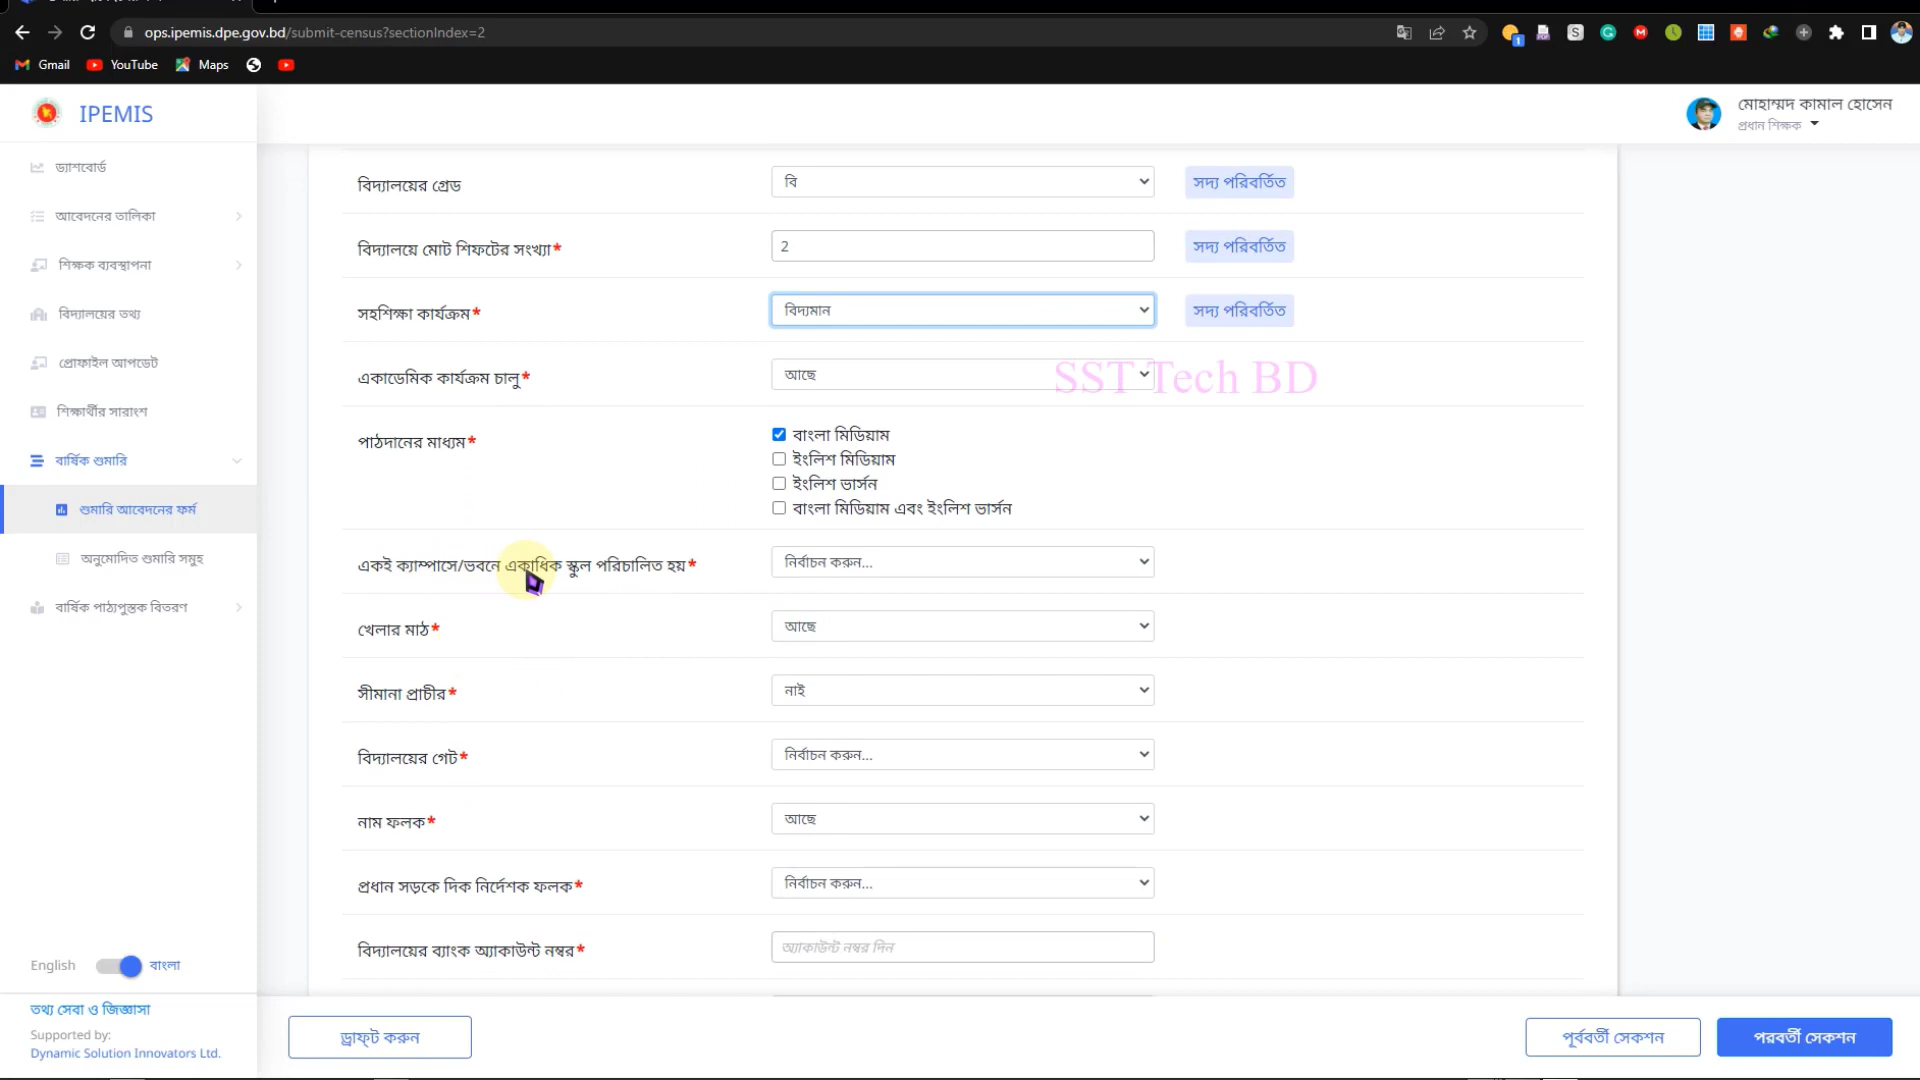 ops.ipemis.dpe.gov.bd/submit-census?sectionIndex=2
Gmail
YouTube
Maps
IPEMIS
মোহাম্মদ কামাল হোসেন
প্রধান শিক্ষক
ড্যাশবোর্ড
আবেদনের তালিকা
শিক্ষক ব্যবস্থাপনা
বিদ্যালয়ের তথ্য
প্রোফাইল আপডেট
শিক্ষার্থীর সারাংশ
বার্ষিক শুমারি
শুমারি আবেদনের ফর্ম
অনুমোদিত শুমারি সমুহ
বার্ষিক পাঠ্যপুস্তক বিতরণ
English বাংলা
তথ্য সেবা ও জিজ্ঞাসা
Supported by:
Dynamic Solution Innovators Ltd.
বিদ্যালয়ের গ্রেড বি সদ্য পরিবর্তিত
বিদ্যালয়ে মোট শিফটের সংখ্যা* 2 সদ্য পরিবর্তিত
সহশিক্ষা কার্যক্রম* বিদ্যমান সদ্য পরিবর্তিত
একাডেমিক কার্যক্রম চালু* আছে
SST Tech BD
পাঠদানের মাধ্যম* বাংলা মিডিয়াম
ইংলিশ মিডিয়াম
ইংলিশ ভার্সন
বাংলা মিডিয়াম এবং ইংলিশ ভার্সন
একই ক্যাম্পাসে/ভবনে একাধিক স্কুল পরিচালিত হয়* নির্বাচন করুন...
খেলার মাঠ* আছে
সীমানা প্রাচীর* নাই
বিদ্যালয়ের গেট* নির্বাচন করুন...
নাম ফলক* আছে
প্রধান সড়কে দিক নির্দেশক ফলক* নির্বাচন করুন...
বিদ্যালয়ের ব্যাংক অ্যাকাউন্ট নম্বর* অ্যাকাউন্ট নম্বর দিন
ড্রাফ্ট করুন
পূর্ববর্তী সেকশন
পরবর্তী সেকশন